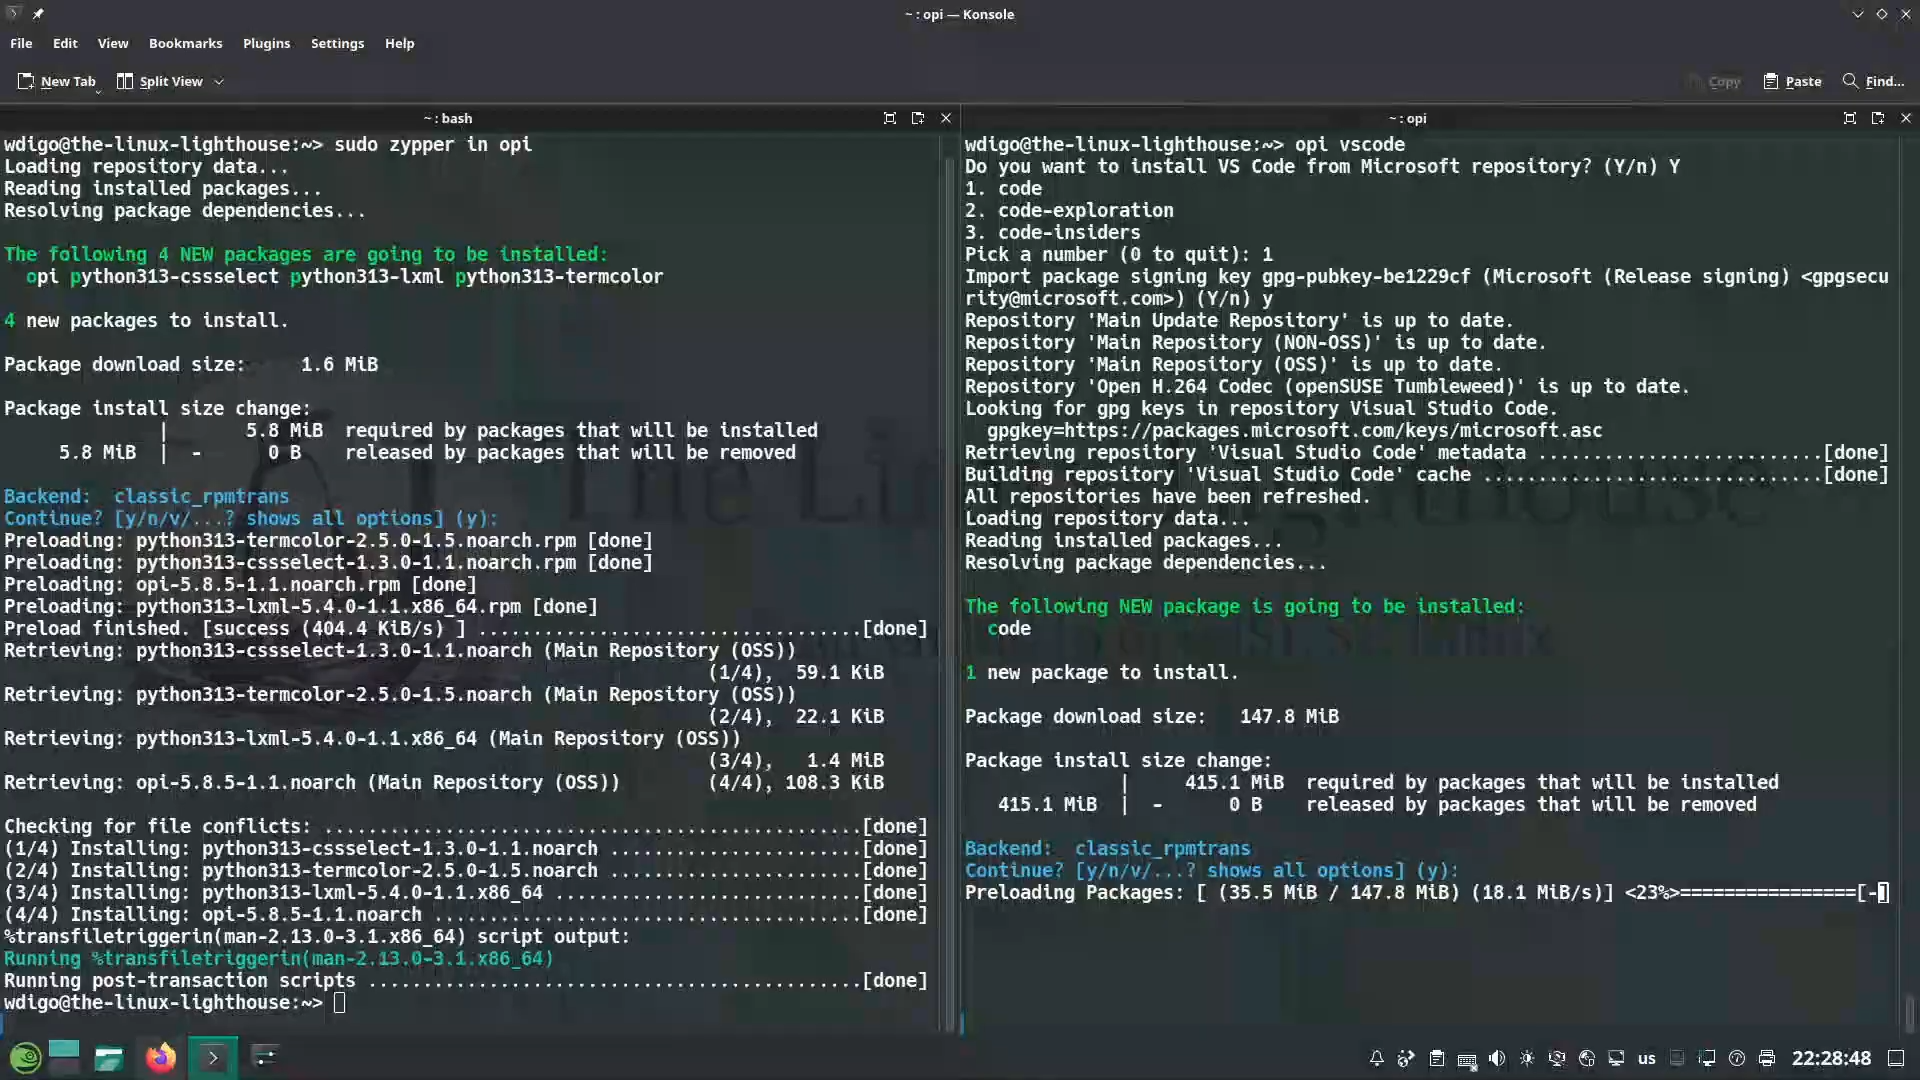 ~ : opi — Konsole
File Edit View Bookmarks Plugins Settings Help
New Tab Split View Copy Paste Find...
~ : bash
wdigo@the-linux-lighthouse:~> sudo zypper in opi
Loading repository data...
Reading installed packages...
Resolving package dependencies...
The following 4 NEW packages are going to be installed:
opi python313-cssselect python313-lxml python313-termcolor
4 new packages to install.
Package download size: 1.6 MiB
Package install size change:
| 5.8 MiB required by packages that will be installed
5.8 MiB | - 0 B released by packages that will be removed
Backend: classic_rpmtrans
Continue? [y/n/v/...? shows all options] (y):
Preloading: python313-termcolor-2.5.0-1.5.noarch.rpm [done]
Preloading: python313-cssselect-1.3.0-1.1.noarch.rpm [done]
Preloading: opi-5.8.5-1.1.noarch.rpm [done]
Preloading: python313-lxml-5.4.0-1.1.x86_64.rpm [done]
Preload finished. [success (404.4 KiB/s) ] ...................................[done]
Retrieving: python313-cssselect-1.3.0-1.1.noarch (Main Repository (OSS))
(1/4), 59.1 KiB
Retrieving: python313-termcolor-2.5.0-1.5.noarch (Main Repository (OSS))
(2/4), 22.1 KiB
Retrieving: python313-lxml-5.4.0-1.1.x86_64 (Main Repository (OSS))
(3/4), 1.4 MiB
Retrieving: opi-5.8.5-1.1.noarch (Main Repository (OSS)) (4/4), 108.3 KiB
Checking for file conflicts: .................................................[done]
(1/4) Installing: python313-cssselect-1.3.0-1.1.noarch .......................[done]
(2/4) Installing: python313-termcolor-2.5.0-1.5.noarch .......................[done]
(3/4) Installing: python313-lxml-5.4.0-1.1.x86_64 ............................[done]
(4/4) Installing: opi-5.8.5-1.1.noarch .......................................[done]
%transfiletriggerin(man-2.13.0-3.1.x86_64) script output:
Running %transfiletriggerin(man-2.13.0-3.1.x86_64)
Running post-transaction scripts .............................................[done]
wdigo@the-linux-lighthouse:~>
~ : opi
wdigo@the-linux-lighthouse:~> opi vscode
Do you want to install VS Code from Microsoft repository? (Y/n) Y
1. code
2. code-exploration
3. code-insiders
Pick a number (0 to quit): 1
Import package signing key gpg-pubkey-be1229cf (Microsoft (Release signing) <gpgsecu
rity@microsoft.com>) (Y/n) y
Repository 'Main Update Repository' is up to date.
Repository 'Main Repository (NON-OSS)' is up to date.
Repository 'Main Repository (OSS)' is up to date.
Repository 'Open H.264 Codec (openSUSE Tumbleweed)' is up to date.
Looking for gpg keys in repository Visual Studio Code.
gpgkey=https://packages.microsoft.com/keys/microsoft.asc
Retrieving repository 'Visual Studio Code' metadata ..........................[done]
Building repository 'Visual Studio Code' cache ...............................[done]
All repositories have been refreshed.
Loading repository data...
Reading installed packages...
Resolving package dependencies...
The following NEW package is going to be installed:
code
1 new package to install.
Package download size: 147.8 MiB
Package install size change:
| 415.1 MiB required by packages that will be installed
415.1 MiB | - 0 B released by packages that will be removed
Backend: classic_rpmtrans
Continue? [y/n/v/...? shows all options] (y):
Preloading Packages: [ (35.5 MiB / 147.8 MiB) (18.1 MiB/s)] <23%>================[-]
us 22:28:48